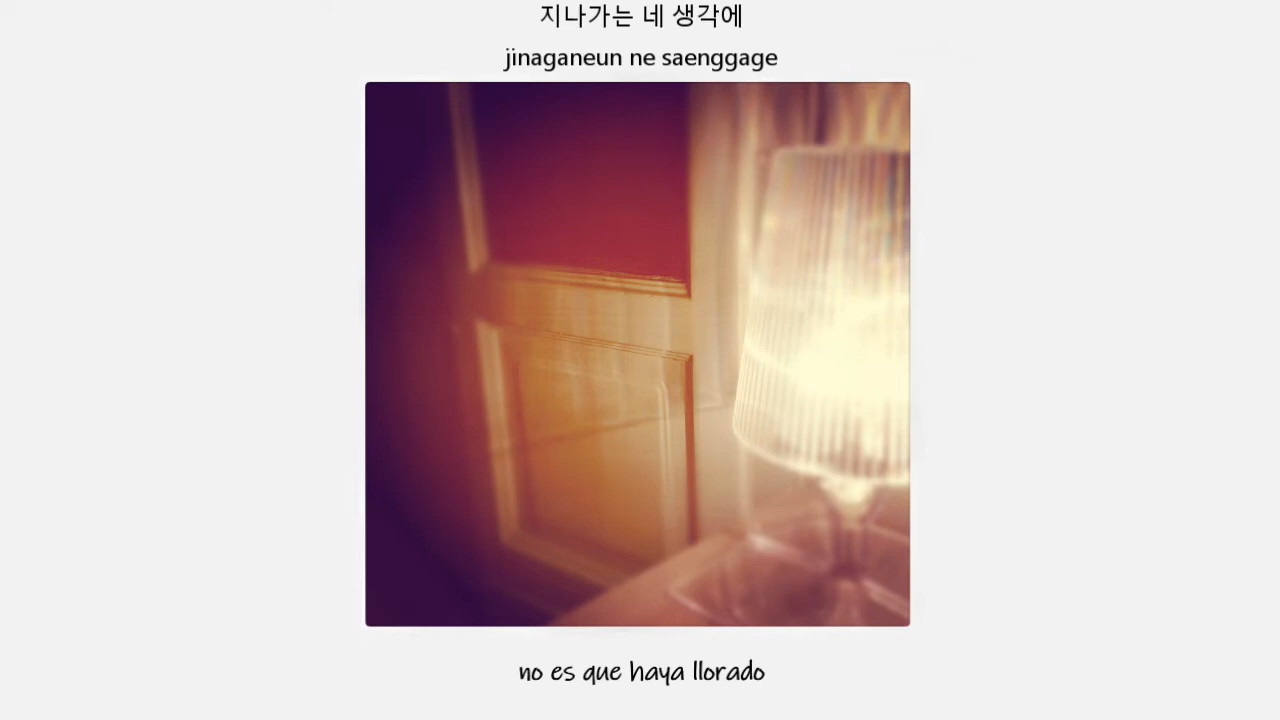 지나가는 네 생각에
jinaganeun ne saenggage
no es que haya llorado